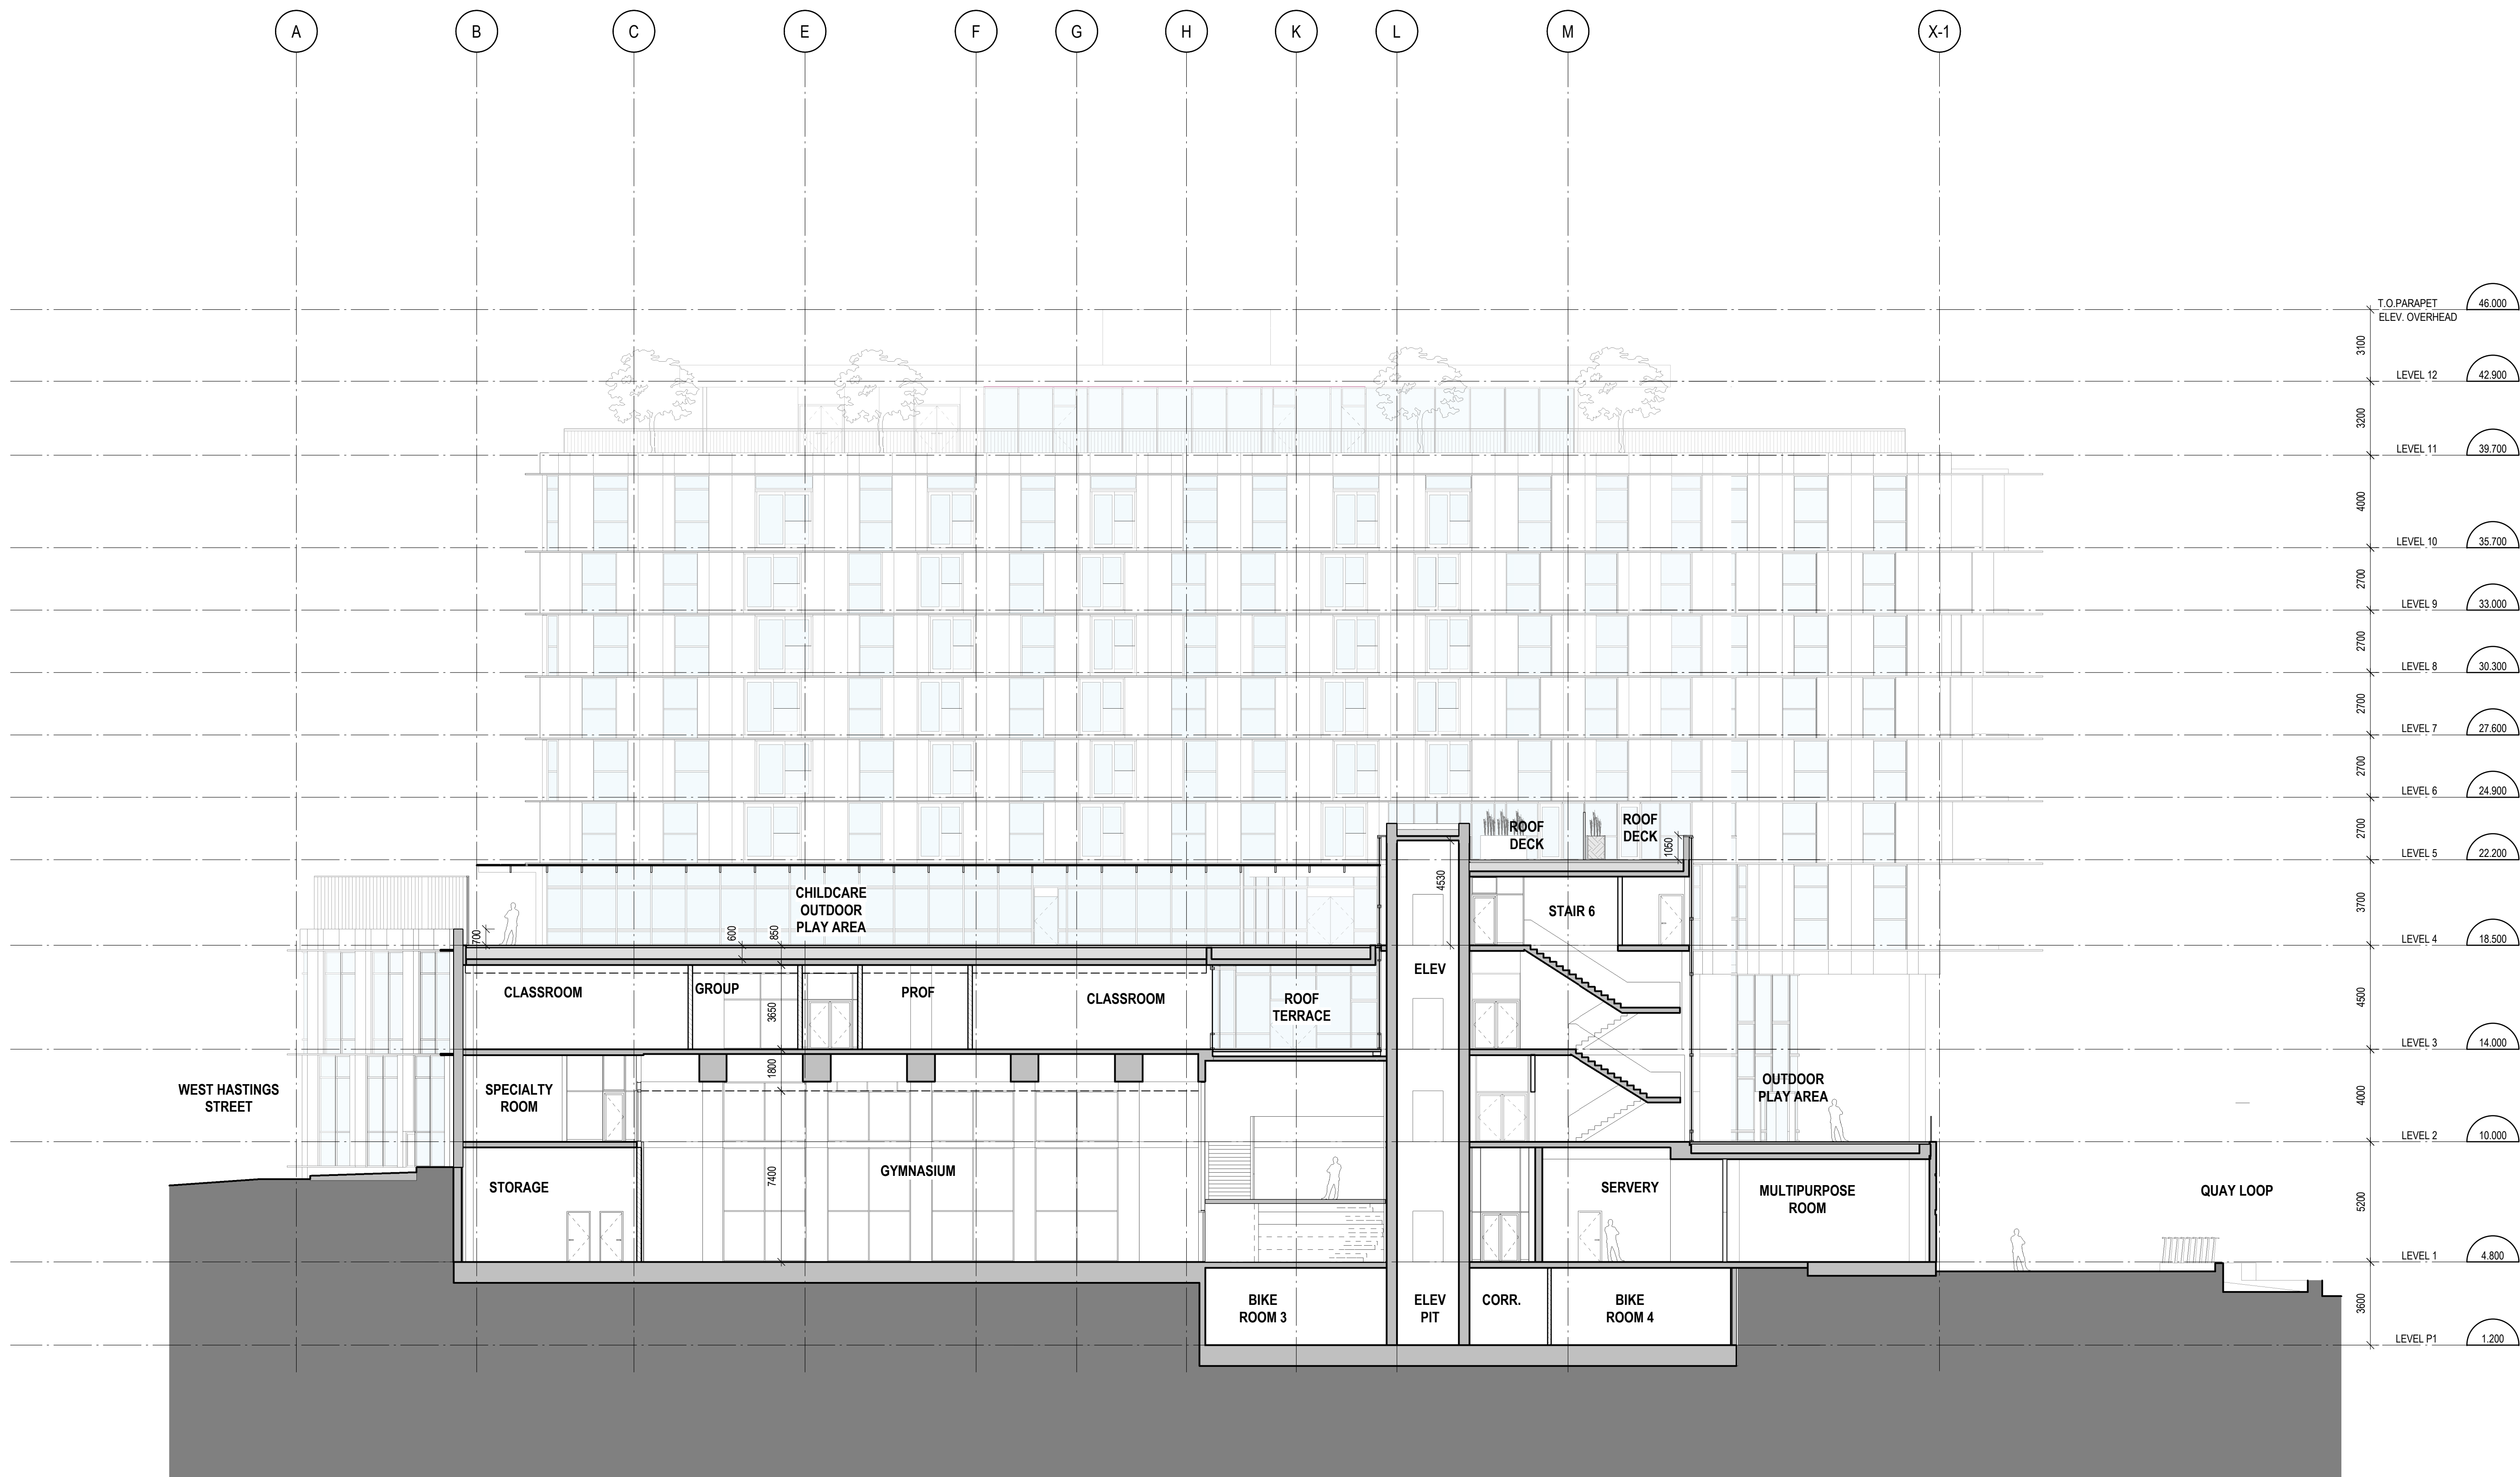 A
B
C
E
F
G
H
K
L
M
X-1
T.O.PARAPET
46.000
ELEV. OVERHEAD
3100
LEVEL 12
42.900
3200
LEVEL 11
39.700
4000
LEVEL 10
35.700
2700
LEVEL 9
33.000
2700
LEVEL 8
30.300
2700
LEVEL 7
27.600
2700
LEVEL 6
24.900
2700
LEVEL 5
22.200
3700
LEVEL 4
18.500
4500
LEVEL 3
14.000
4000
LEVEL 2
10.000
5200
LEVEL 1
4.800
3600
LEVEL P1
1.200
ROOF
DECK
ROOF
DECK
1050
4530
CHILDCARE
OUTDOOR
PLAY AREA
STAIR 6
700
600
850
CLASSROOM
GROUP
PROF
CLASSROOM
ROOF
TERRACE
ELEV
3650
1800
WEST HASTINGS
STREET
SPECIALTY
ROOM
OUTDOOR
PLAY AREA
STORAGE
7400
GYMNASIUM
SERVERY
MULTIPURPOSE
ROOM
QUAY LOOP
BIKE
ROOM 3
ELEV
PIT
CORR.
BIKE
ROOM 4